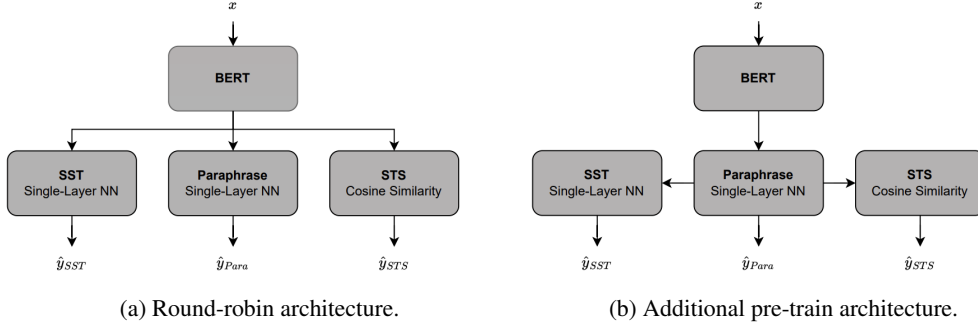 x
BERT
SST
Single-Layer NN
Paraphrase
Single-Layer NN
STS
Cosine Similarity
ŷ_SST
ŷ_Para
ŷ_STS
(a) Round-robin architecture.
x
BERT
SST
Single-Layer NN
Paraphrase
Single-Layer NN
STS
Cosine Similarity
ŷ_SST
ŷ_Para
ŷ_STS
(b) Additional pre-train architecture.